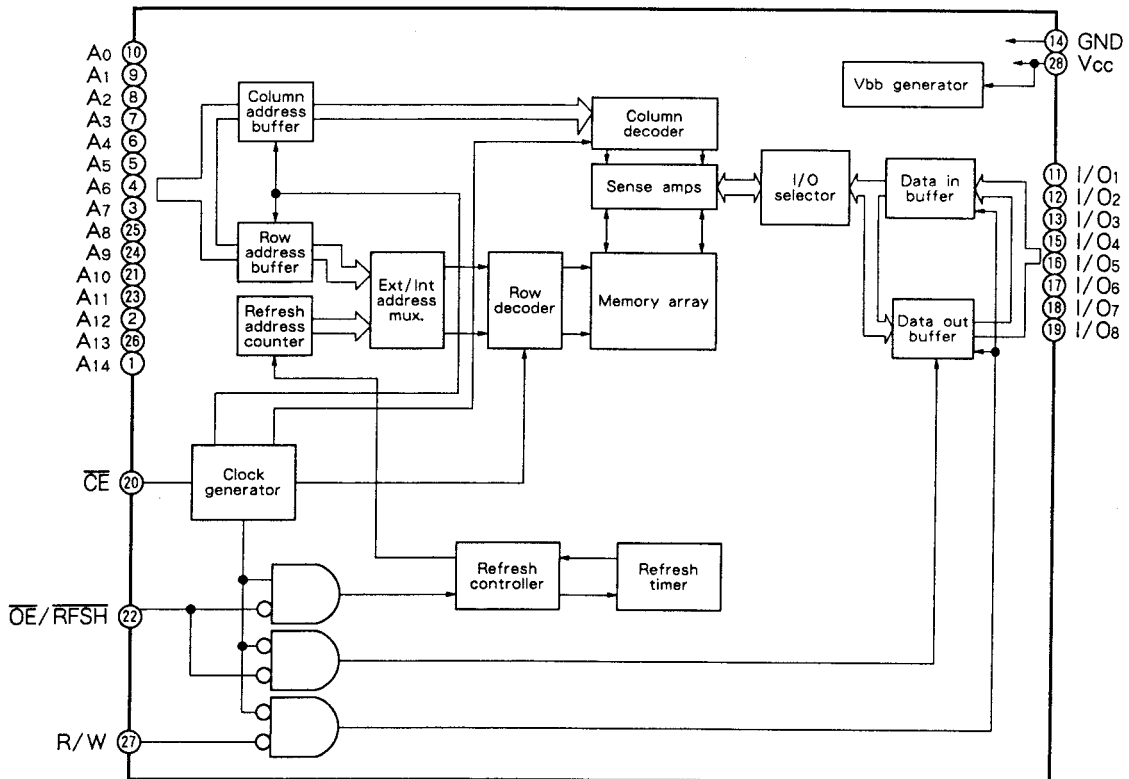 A0 10
A1 9
A2 8
A3 7
A4 6
A5 5
A6 4
A7 3
A8 25
A9 24
A10 21
A11 23
A12 2
A13 26
A14 1
CE 20
OE/RFSH 22
R/W 27
Column
address
buffer
Row
address
buffer
Refresh
address
counter
Ext/Int
address
mux.
Row
decoder
Column
decoder
Sense amps
Memory array
I/O
selector
Data in
buffer
Data out
buffer
Vbb generator
Clock
generator
Refresh
controller
Refresh
timer
14 GND
28 Vcc
11 I/O1
12 I/O2
13 I/O3
15 I/O4
16 I/O5
17 I/O6
18 I/O7
19 I/O8